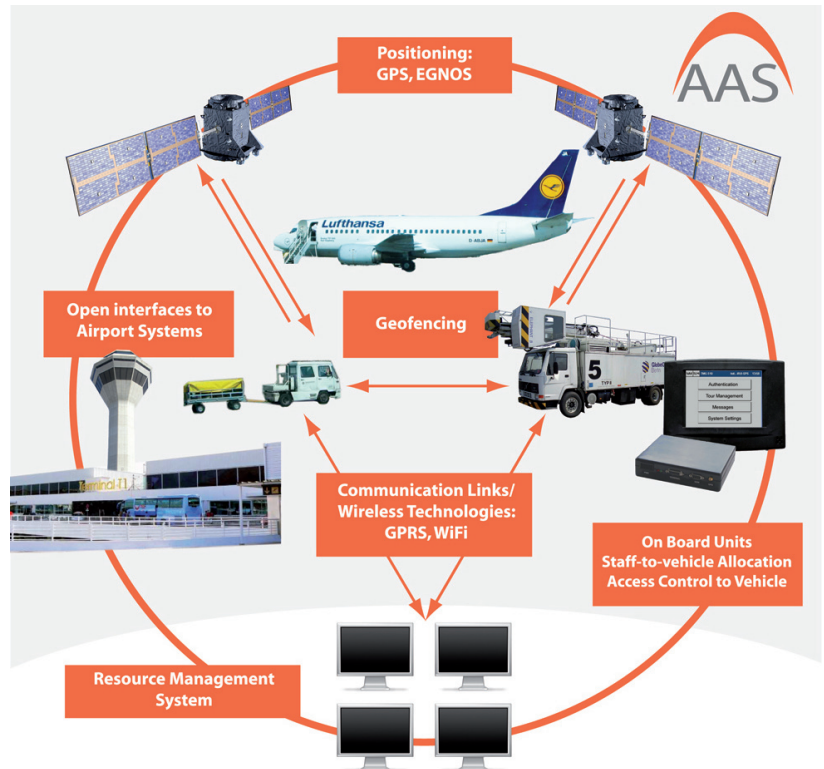 Positioning:
GPS, EGNOS
AAS
Lufthansa
Open interfaces to
Airport Systems
Geofencing
5
TYP4
Authentication
Tour Management
Messages
System Settings
Terminal-11
Communication Links/
Wireless Technologies:
GPRS, WiFi
On Board Units
Staff-to-vehicle Allocation
Access Control to Vehicle
Resource Management
System